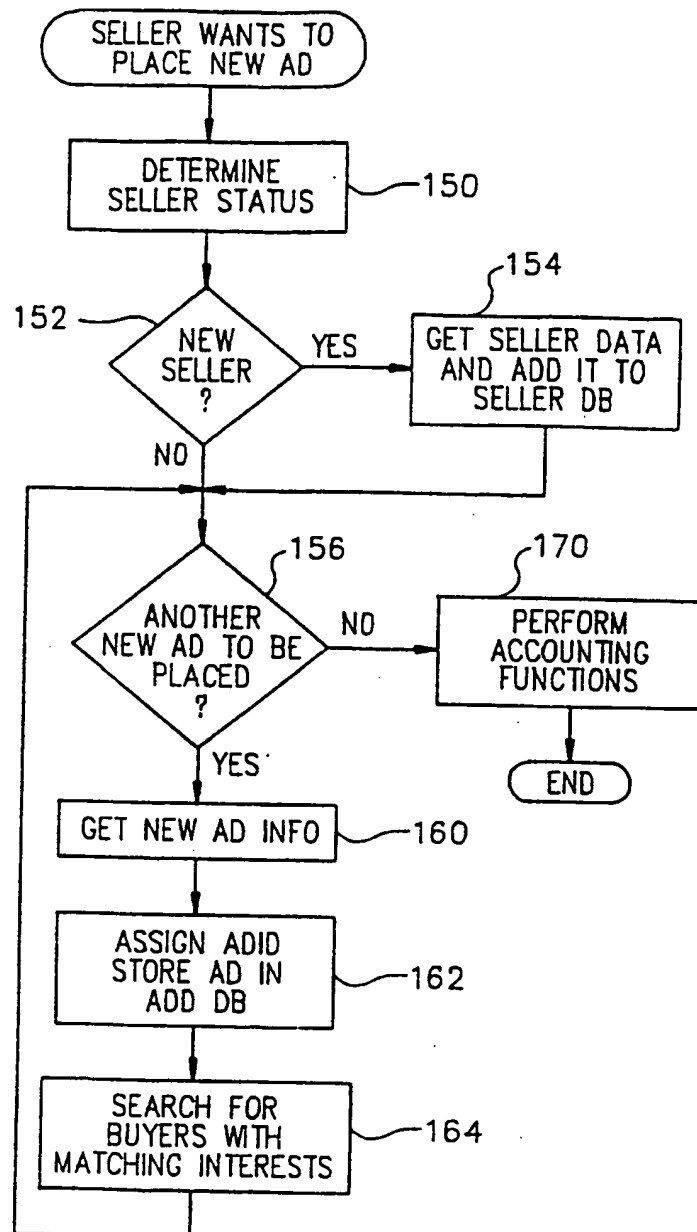 SELLER WANTS TO
PLACE NEW AD
DETERMINE
SELLER STATUS
150
152
NEW
SELLER
?
YES
154
GET SELLER DATA
AND ADD IT TO
SELLER DB
NO
156
ANOTHER
NEW AD TO BE
PLACED
?
NO
170
PERFORM
ACCOUNTING
FUNCTIONS
END
YES
GET NEW AD INFO
160
ASSIGN ADID
STORE AD IN
ADD DB
162
SEARCH FOR
BUYERS WITH
MATCHING INTERESTS
164